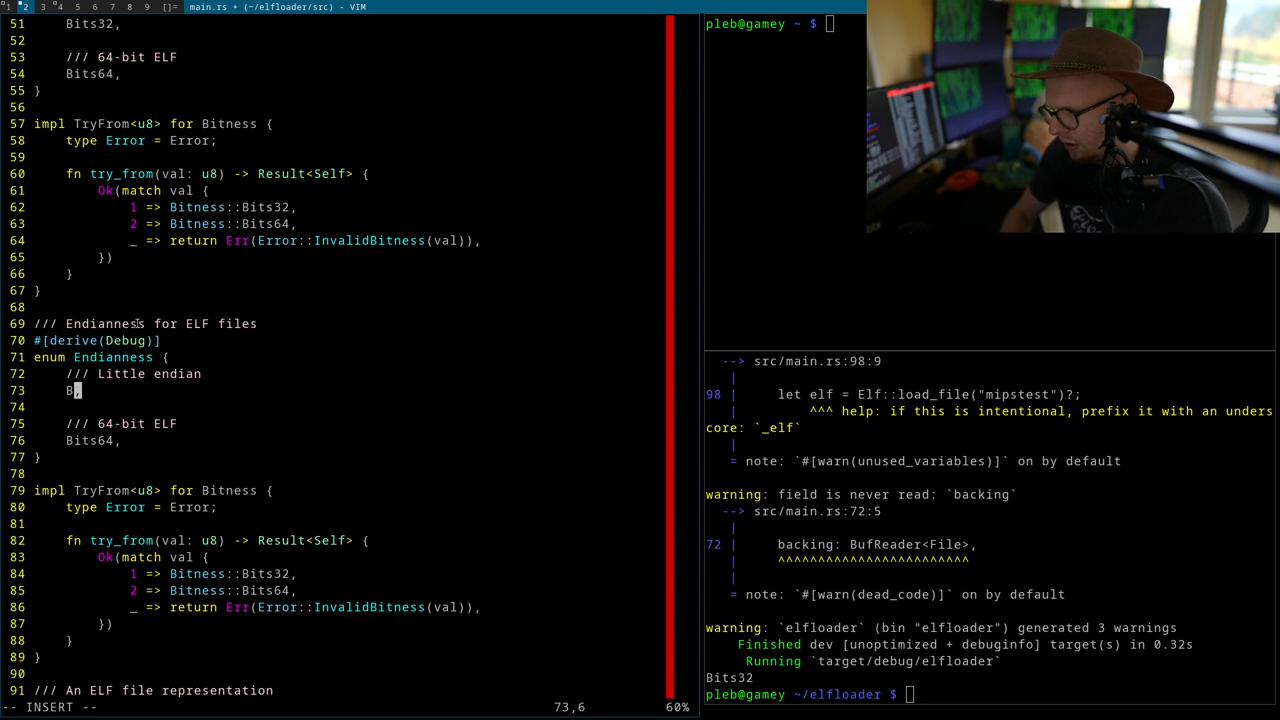 1 2 3 4 5 6 7 8 9 []= main.rs + (~/elfloader/src) - VIM
51     Bits32,
52
53     /// 64-bit ELF
54     Bits64,
55 }
56
57 impl TryFrom<u8> for Bitness {
58     type Error = Error;
59
60     fn try_from(val: u8) -> Result<Self> {
61         Ok(match val {
62             1 => Bitness::Bits32,
63             2 => Bitness::Bits64,
64             _ => return Err(Error::InvalidBitness(val)),
65         })
66     }
67 }
68
69 /// Endianness for ELF files
70 #[derive(Debug)]
71 enum Endianness {
72     /// Little endian
73     B,
74
75     /// 64-bit ELF
76     Bits64,
77 }
78
79 impl TryFrom<u8> for Bitness {
80     type Error = Error;
81
82     fn try_from(val: u8) -> Result<Self> {
83         Ok(match val {
84             1 => Bitness::Bits32,
85             2 => Bitness::Bits64,
86             _ => return Err(Error::InvalidBitness(val)),
87         })
88     }
89 }
90
91 /// An ELF file representation
-- INSERT -- 73,6 60%
pleb@gamey ~ $
--> src/main.rs:98:9
|
98 |     let elf = Elf::load_file("mipstest")?;
|         ^^^ help: if this is intentional, prefix it with an unders
core: `_elf`
|
= note: `#[warn(unused_variables)]` on by default
warning: field is never read: `backing`
--> src/main.rs:72:5
|
72 |     backing: BufReader<File>,
|     ^^^^^^^^^^^^^^^^^^^^^^^^
|
= note: `#[warn(dead_code)]` on by default
warning: `elfloader` (bin "elfloader") generated 3 warnings
Finished dev [unoptimized + debuginfo] target(s) in 0.32s
Running `target/debug/elfloader`
Bits32
pleb@gamey ~/elfloader $